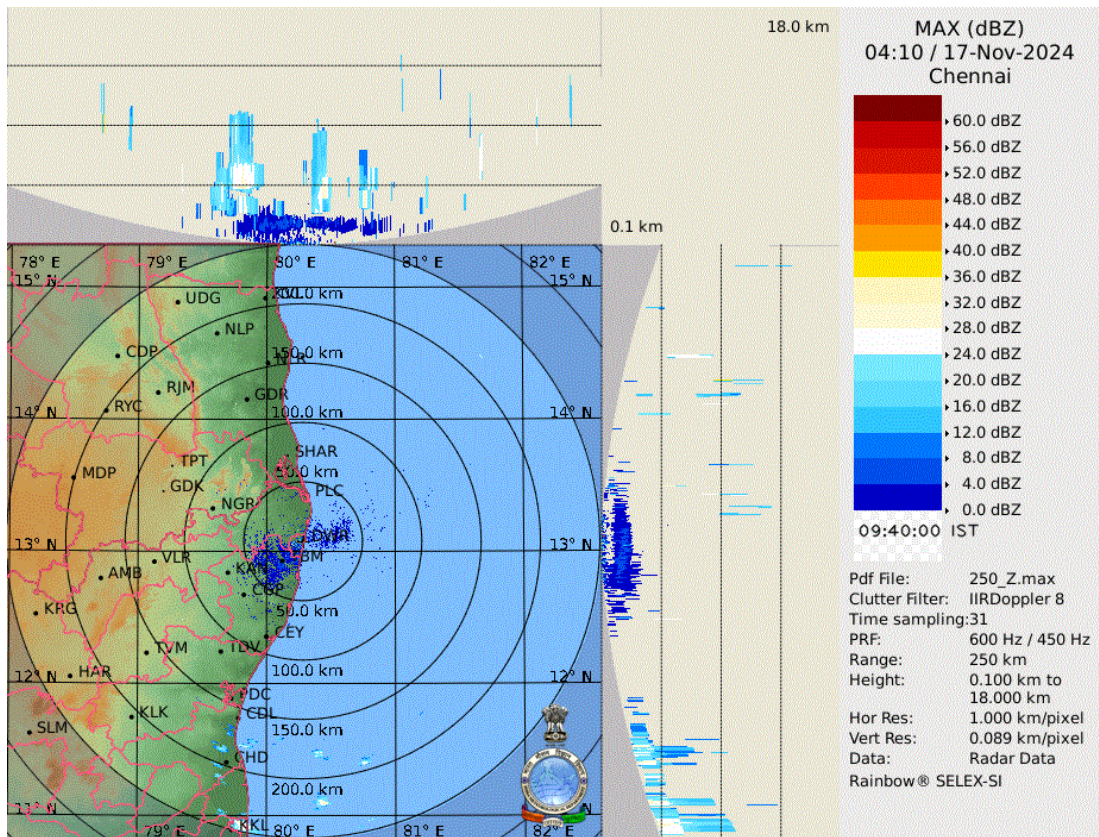 18.0 km
0.1 km
MAX (dBZ)
04:10 / 17-Nov-2024
Chennai
60.0 dBZ
56.0 dBZ
52.0 dBZ
48.0 dBZ
44.0 dBZ
40.0 dBZ
36.0 dBZ
32.0 dBZ
28.0 dBZ
24.0 dBZ
20.0 dBZ
16.0 dBZ
12.0 dBZ
8.0 dBZ
4.0 dBZ
0.0 dBZ
09:40:00 IST
Pdf File: 250_Z.max
Clutter Filter: IIRDoppler 8
Time sampling:31
PRF: 600 Hz / 450 Hz
Range: 250 km
Height: 0.100 km to
18.000 km
Hor Res: 1.000 km/pixel
Vert Res: 0.089 km/pixel
Data: Radar Data
Rainbow® SELEX-SI
78° E 79° E 80° E 81° E 82° E
15° N 15° N
UDG
200.0 km
NLP
150.0 km
CDP
RJM
GDR
RYC
100.0 km
14° N 14° N
SHAR
TPT
50.0 km
MDP
GDK
PLC
NGR
DWR
13° N 13° N
VLR
KAN
AMB
CGP
KRG
50.0 km
CEY
TVM
TDV
HAR
100.0 km
12° N 12° N
PDC
KLK
CDL
SLM
150.0 km
CHD
200.0 km
11° N 11° N
KKL
79° E 80° E 81° E 82° E